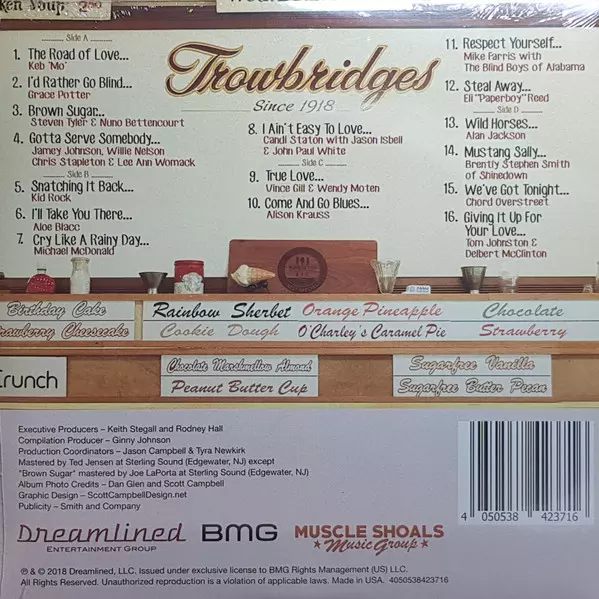 ken Soup 2.00
Trowbridges
Since 1918
Side A
1. The Road of Love...
Keb 'Mo'
2. I'd Rather Go Blind...
Grace Potter
3. Brown Sugar...
Steven Tyler & Nuno Bettencourt
4. Gotta Serve Somebody...
Jamey Johnson, Willie Nelson
Chris Stapleton & Lee Ann Womack
Side B
5. Snatching It Back...
Kid Rock
6. I'll Take You There...
Aloe Blacc
7. Cry Like A Rainy Day...
Michael McDonald
8. I Ain't Easy To Love...
Candi Staton with Jason Isbell
& John Paul White
Side C
9. True Love...
Vince Gill & Wendy Moten
10. Come And Go Blues...
Alison Krauss
11. Respect Yourself...
Mike Farris with
The Blind Boys of Alabama
12. Steal Away...
Eli "Paperboy" Reed
Side D
13. Wild Horses...
Alan Jackson
14. Mustang Sally...
Brently Stephen Smith
of Shinedown
15. We've Got Tonight...
Chord Overstreet
16. Giving It Up For
Your Love...
Tom Johnston &
Delbert McClinton
Birthday Cake
Rainbow Sherbet
Orange Pineapple
Chocolate
trawberry Cheesecake
Cookie Dough
O'Charley's Caramel Pie
Strawberry
Crunch
Chocolate Marshmellow Almond
Sugarfree Vanilla
Peanut Butter Cup
Sugarfree Butter Pecan
Executive Producers – Keith Stegall and Rodney Hall
Compilation Producer – Ginny Johnson
Production Coordinators – Jason Campbell & Tyra Newkirk
Mastered by Ted Jensen at Sterling Sound (Edgewater, NJ) except
"Brown Sugar" mastered by Joe LaPorta at Sterling Sound (Edgewater, NJ)
Album Photo Credits – Dan Glen and Scott Campbell
Graphic Design – ScottCampbellDesign.net
Publicity – Smith and Company
Dreamlined
Entertainment Group
BMG
MUSCLE SHOALS
Music Group
4 050538 423716
℗ & © 2018 Dreamlined, LLC. Issued under exclusive license to BMG Rights Management (US) LLC.
All Rights Reserved. Unauthorized reproduction is a violation of applicable laws. Made in USA. 4050538423716